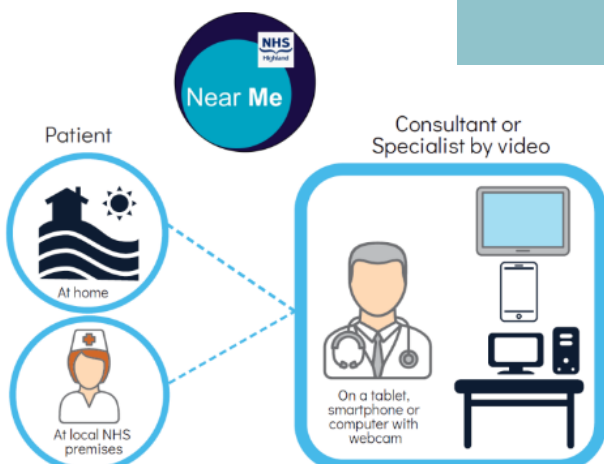 NHS
Highland
Near Me
Patient
Consultant or
Specialist by video
At home
At local NHS
premises
On a tablet,
smartphone or
computer with
webcam